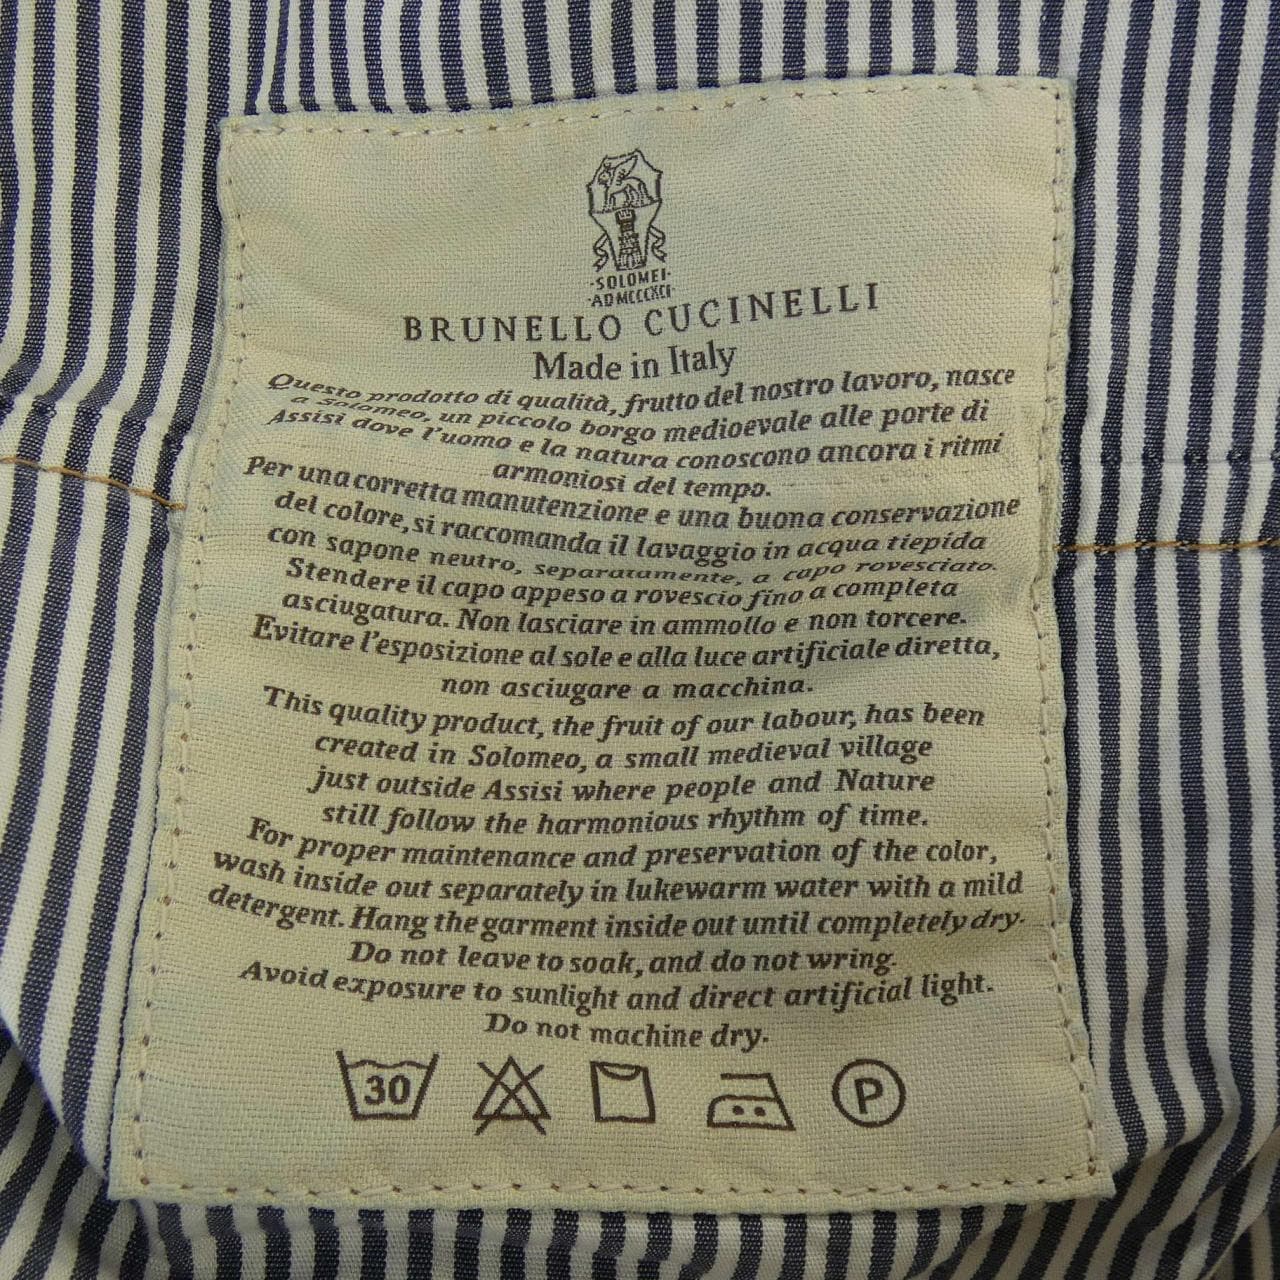 ·SOLOMEI·
·AD MCCCXCI·
BRUNELLO CUCINELLI
Made in Italy
Questo prodotto di qualità, frutto del nostro lavoro, nasce
a Solomeo, un piccolo borgo medioevale alle porte di
Assisi dove l'uomo e la natura conoscono ancora i ritmi
armoniosi del tempo.
Per una corretta manutenzione e una buona conservazione
del colore, si raccomanda il lavaggio in acqua tiepida
con sapone neutro, separatamente, a capo rovesciato.
Stendere il capo appeso a rovescio fino a completa
asciugatura. Non lasciare in ammollo e non torcere.
Evitare l'esposizione al sole e alla luce artificiale diretta,
non asciugare a macchina.
This quality product, the fruit of our labour, has been
created in Solomeo, a small medieval village
just outside Assisi where people and Nature
still follow the harmonious rhythm of time.
For proper maintenance and preservation of the color,
wash inside out separately in lukewarm water with a mild
detergent. Hang the garment inside out until completely dry.
Do not leave to soak, and do not wring.
Avoid exposure to sunlight and direct artificial light.
Do not machine dry.
30 P